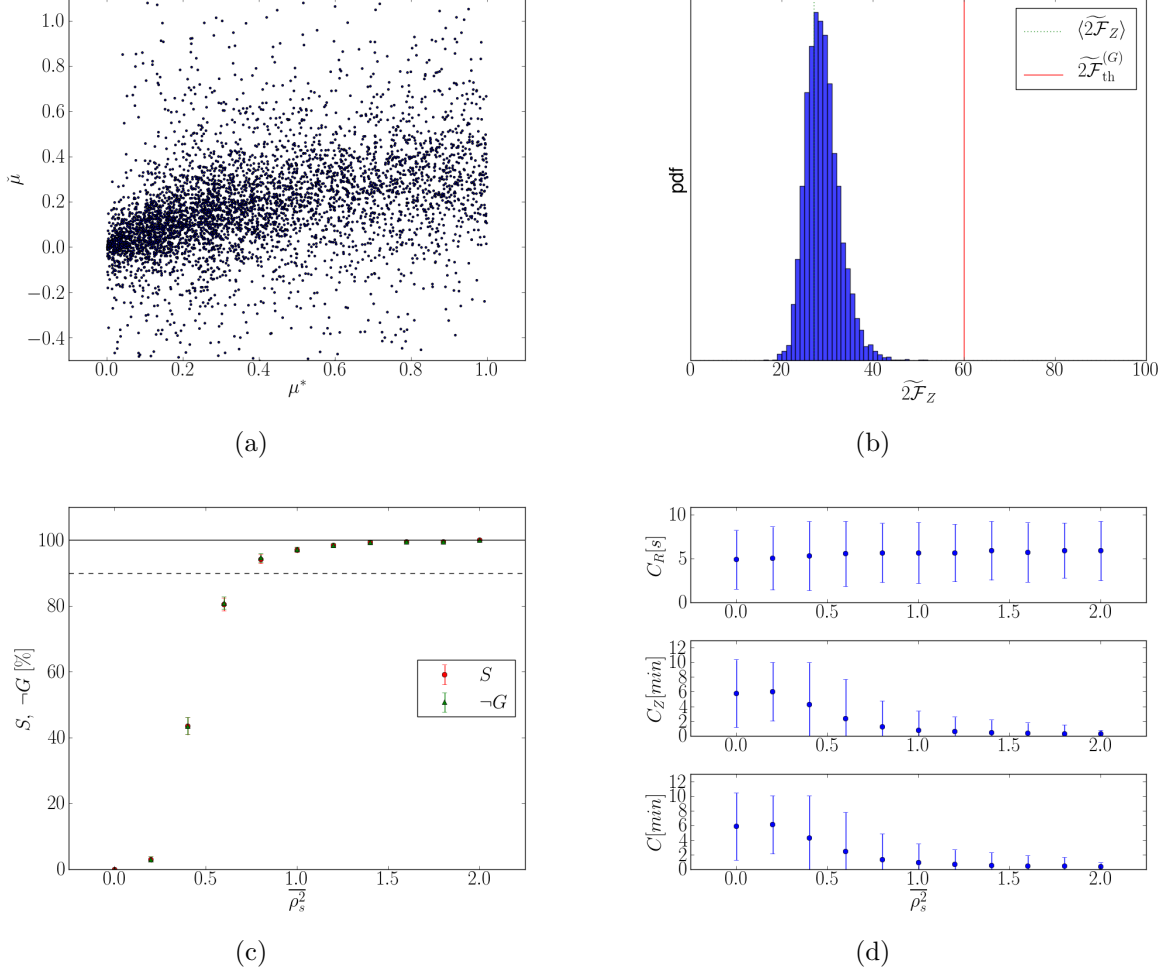 1.0
0.8
0.6
0.4
0.2
0.0
−0.2
−0.4
μ̌
0.0 0.2 0.4 0.6 0.8 1.0
μ*
(a)
⟨2ℱ̃_Z⟩
2ℱ̃_th^(G)
pdf
0 20 40 60 80 100
2ℱ̃_Z
(b)
100
80
60
40
20
0
S, ¬G [%]
S
¬G
0.0 0.5 1.0 1.5 2.0
ρ_s^2
(c)
10
5
0
C_R[s]
0.0 0.5 1.0 1.5 2.0
12
10
8
6
4
2
0
C_Z[min]
0.0 0.5 1.0 1.5 2.0
12
10
8
6
4
2
0
C[min]
0.0 0.5 1.0 1.5 2.0
ρ_s^2
(d)